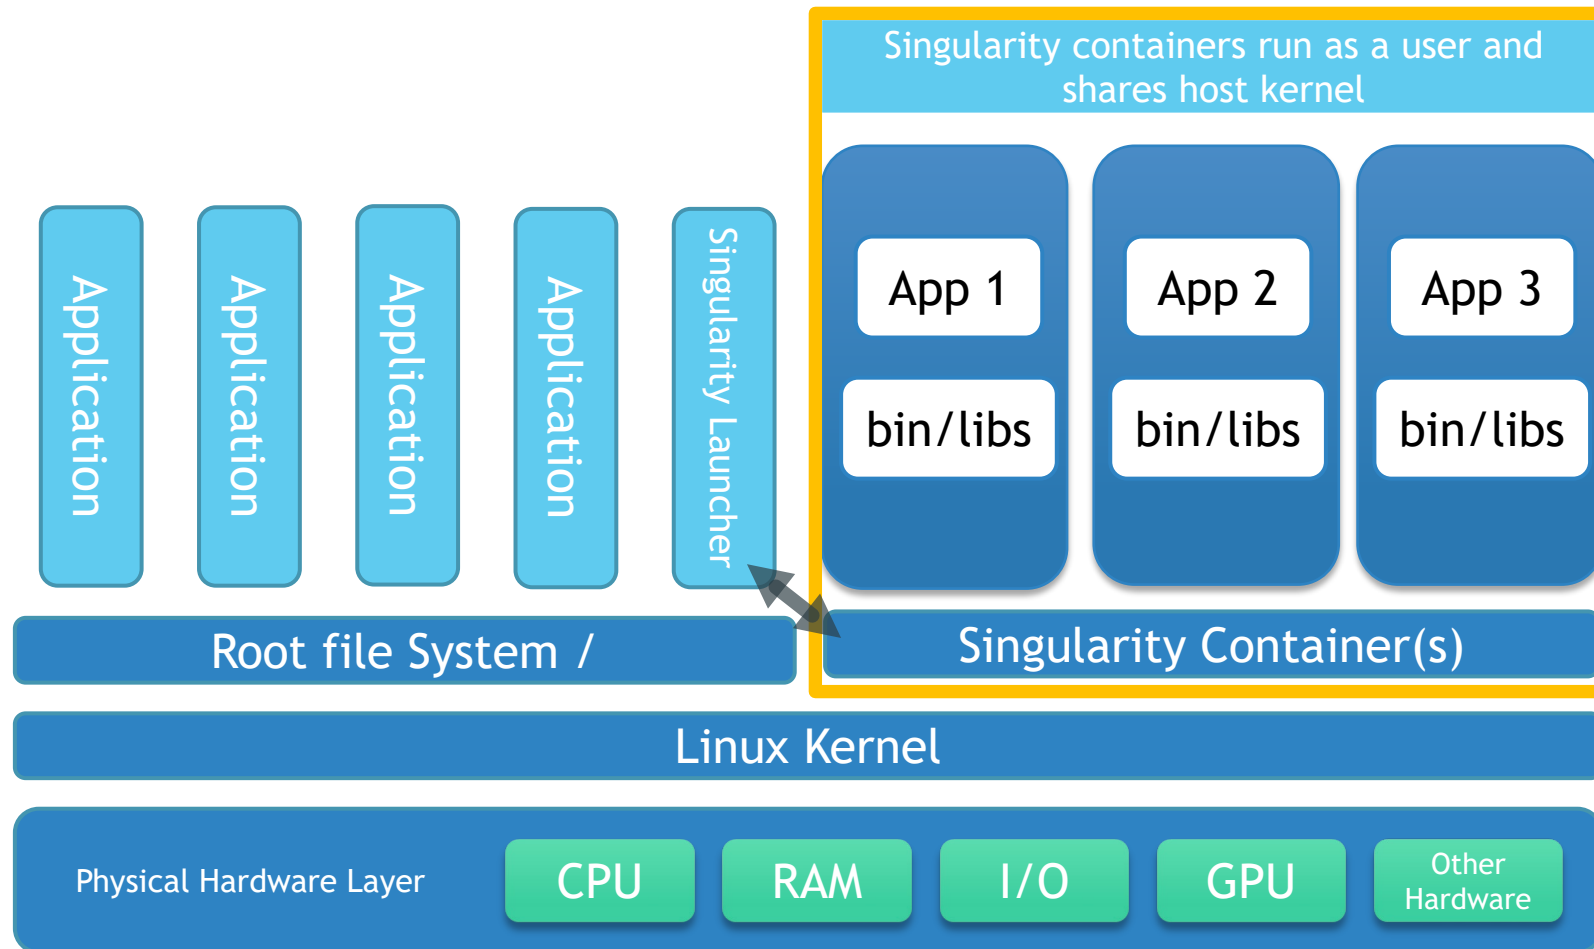 Singularity containers run as a user and
shares host kernel
Application
Application
Application
Application
Singularity Launcher
App 1
App 2
App 3
bin/libs
bin/libs
bin/libs
Root file System /
Singularity Container(s)
Linux Kernel
Physical Hardware Layer
CPU
RAM
I/O
GPU
Other
Hardware